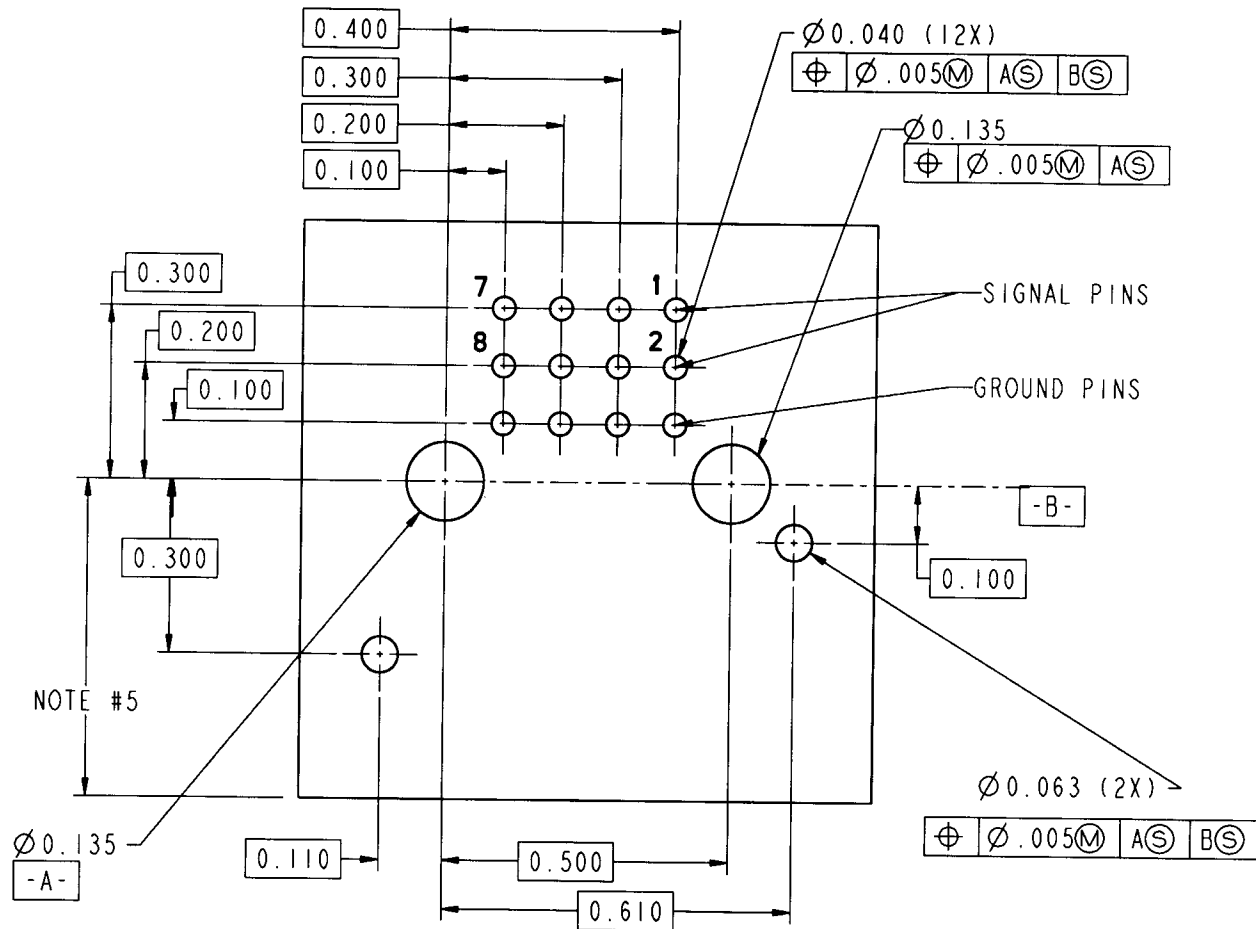 0.400
Ø0.040 (12X)
⌖ Ø.005Ⓜ AⓈ BⓈ
0.300
0.200
Ø0.135
⌖ Ø.005Ⓜ AⓈ
0.100
0.300
7 1
SIGNAL PINS
0.200
8 2
0.100
GROUND PINS
-B-
0.300
0.100
NOTE #5
Ø0.063 (2X)
⌖ Ø.005Ⓜ AⓈ BⓈ
Ø0.135
-A-
0.110
0.500
0.610